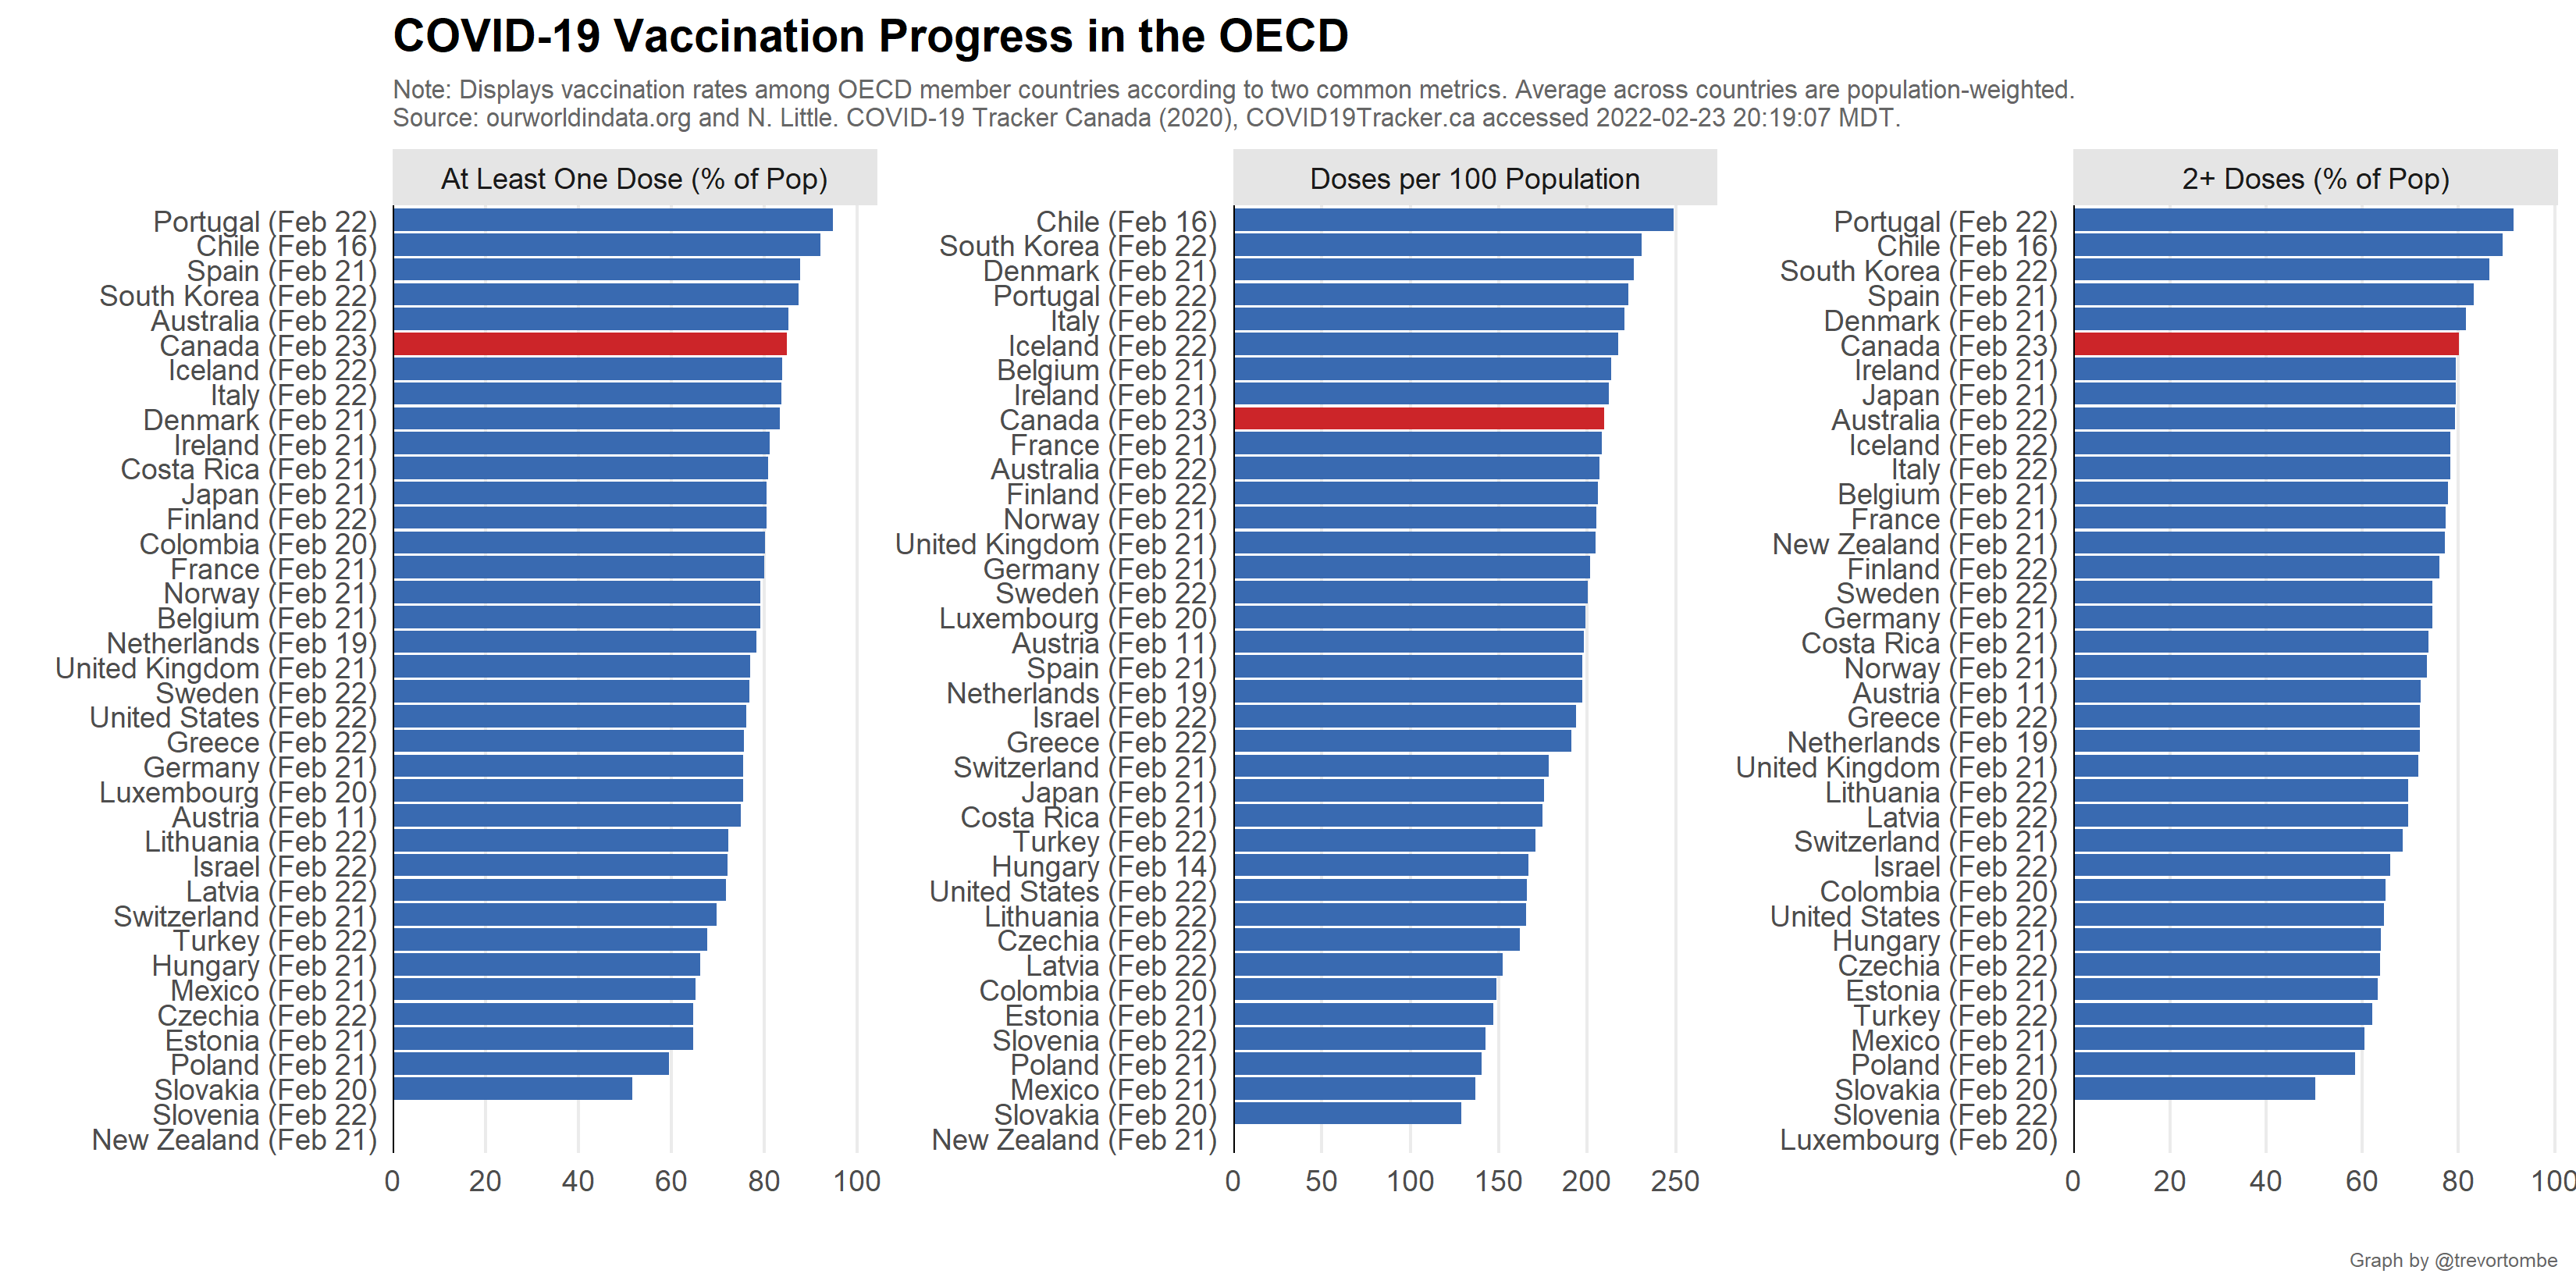 COVID-19 Vaccination Progress in the OECD
Note: Displays vaccination rates among OECD member countries according to two common metrics. Average across countries are population-weighted.
Source: ourworldindata.org and N. Little. COVID-19 Tracker Canada (2020), COVID19Tracker.ca accessed 2022-02-23 20:19:07 MDT.
At Least One Dose (% of Pop)
Portugal (Feb 22)
Chile (Feb 16)
Spain (Feb 21)
South Korea (Feb 22)
Australia (Feb 22)
Canada (Feb 23)
Iceland (Feb 22)
Italy (Feb 22)
Denmark (Feb 21)
Ireland (Feb 21)
Costa Rica (Feb 21)
Japan (Feb 21)
Finland (Feb 22)
Colombia (Feb 20)
France (Feb 21)
Norway (Feb 21)
Belgium (Feb 21)
Netherlands (Feb 19)
United Kingdom (Feb 21)
Sweden (Feb 22)
United States (Feb 22)
Greece (Feb 22)
Germany (Feb 21)
Luxembourg (Feb 20)
Austria (Feb 11)
Lithuania (Feb 22)
Israel (Feb 22)
Latvia (Feb 22)
Switzerland (Feb 21)
Turkey (Feb 22)
Hungary (Feb 21)
Mexico (Feb 21)
Czechia (Feb 22)
Estonia (Feb 21)
Poland (Feb 21)
Slovakia (Feb 20)
Slovenia (Feb 22)
New Zealand (Feb 21)
0 20 40 60 80 100
Doses per 100 Population
Chile (Feb 16)
South Korea (Feb 22)
Denmark (Feb 21)
Portugal (Feb 22)
Italy (Feb 22)
Iceland (Feb 22)
Belgium (Feb 21)
Ireland (Feb 21)
Canada (Feb 23)
France (Feb 21)
Australia (Feb 22)
Finland (Feb 22)
Norway (Feb 21)
United Kingdom (Feb 21)
Germany (Feb 21)
Sweden (Feb 22)
Luxembourg (Feb 20)
Austria (Feb 11)
Spain (Feb 21)
Netherlands (Feb 19)
Israel (Feb 22)
Greece (Feb 22)
Switzerland (Feb 21)
Japan (Feb 21)
Costa Rica (Feb 21)
Turkey (Feb 22)
Hungary (Feb 14)
United States (Feb 22)
Lithuania (Feb 22)
Czechia (Feb 22)
Latvia (Feb 22)
Colombia (Feb 20)
Estonia (Feb 21)
Slovenia (Feb 22)
Poland (Feb 21)
Mexico (Feb 21)
Slovakia (Feb 20)
New Zealand (Feb 21)
0 50 100 150 200 250
2+ Doses (% of Pop)
Portugal (Feb 22)
Chile (Feb 16)
South Korea (Feb 22)
Spain (Feb 21)
Denmark (Feb 21)
Canada (Feb 23)
Ireland (Feb 21)
Japan (Feb 21)
Australia (Feb 22)
Iceland (Feb 22)
Italy (Feb 22)
Belgium (Feb 21)
France (Feb 21)
New Zealand (Feb 21)
Finland (Feb 22)
Sweden (Feb 22)
Germany (Feb 21)
Costa Rica (Feb 21)
Norway (Feb 21)
Austria (Feb 11)
Greece (Feb 22)
Netherlands (Feb 19)
United Kingdom (Feb 21)
Lithuania (Feb 22)
Latvia (Feb 22)
Switzerland (Feb 21)
Israel (Feb 22)
Colombia (Feb 20)
United States (Feb 22)
Hungary (Feb 21)
Czechia (Feb 22)
Estonia (Feb 21)
Turkey (Feb 22)
Mexico (Feb 21)
Poland (Feb 21)
Slovakia (Feb 20)
Slovenia (Feb 22)
Luxembourg (Feb 20)
0 20 40 60 80 100
Graph by @trevortombe